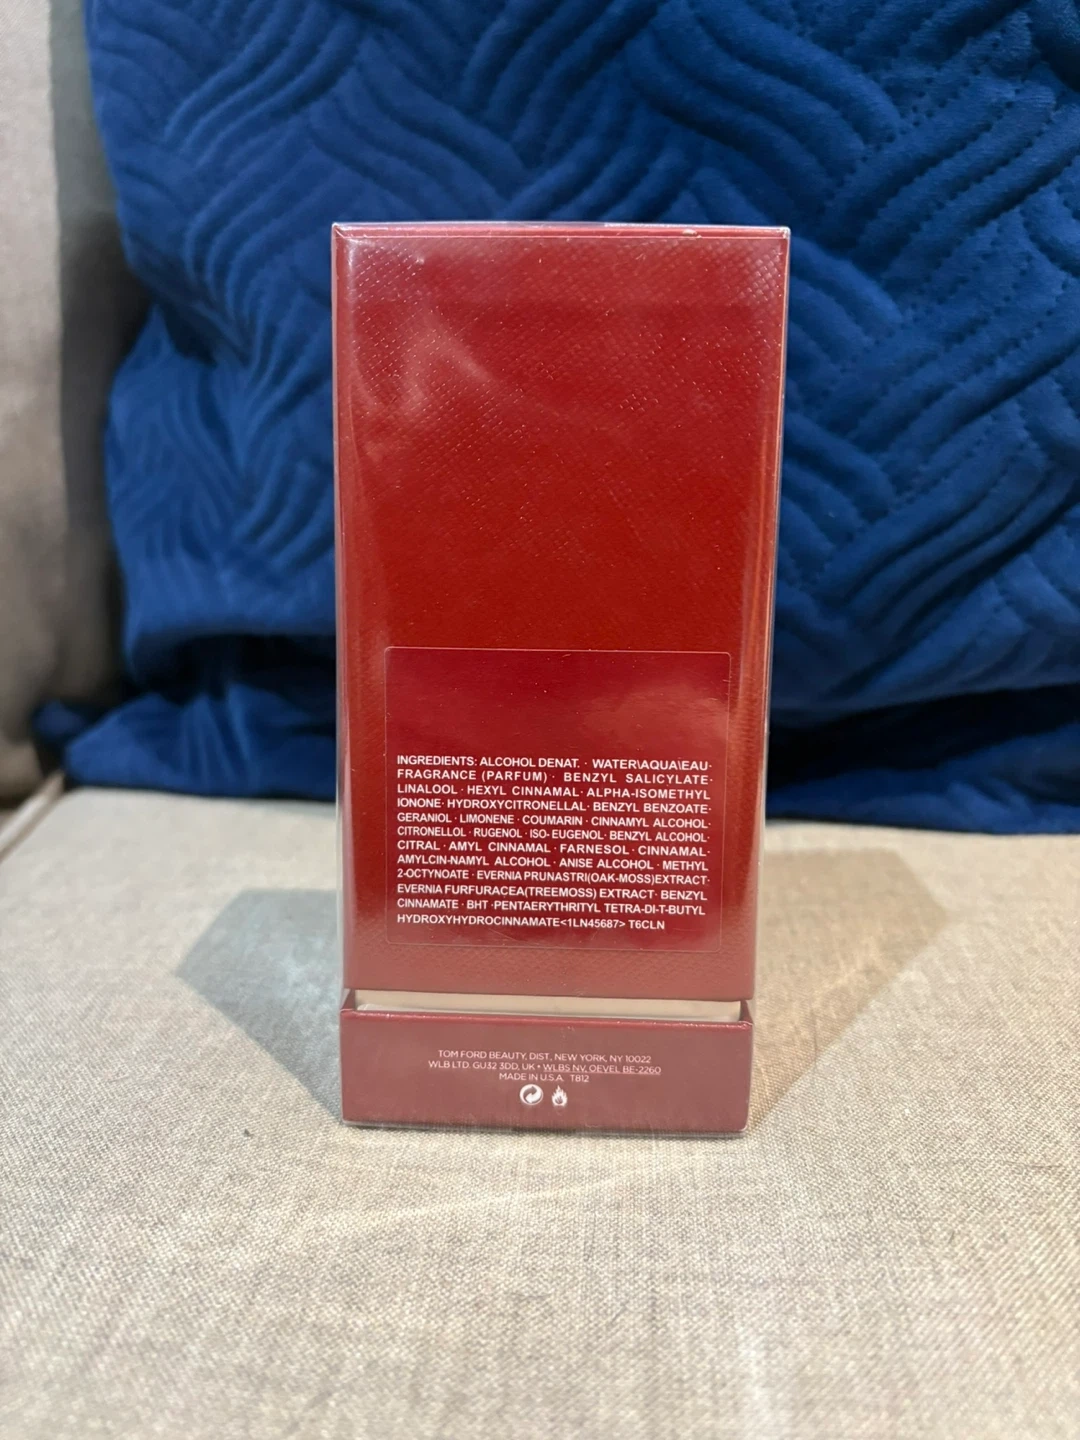 INGREDIENTS: ALCOHOL DENAT. · WATER\AQUA\EAU·
FRAGRANCE (PARFUM) · BENZYL SALICYLATE·
LINALOOL · HEXYL CINNAMAL · ALPHA-ISOMETHYL
IONONE· HYDROXYCITRONELLAL· BENZYL BENZOATE·
GERANIOL · LIMONENE · COUMARIN · CINNAMYL ALCOHOL·
CITRONELLOL · RUGENOL · ISO- EUGENOL· BENZYL ALCOHOL·
CITRAL · AMYL CINNAMAL · FARNESOL · CINNAMAL·
AMYLCIN-NAMYL ALCOHOL · ANISE ALCOHOL · METHYL
2-OCTYNOATE · EVERNIA PRUNASTRI(OAK-MOSS)EXTRACT·
EVERNIA FURFURACEA(TREEMOSS) EXTRACT· BENZYL
CINNAMATE · BHT ·PENTAERYTHRITYL TETRA-DI-T-BUTYL
HYDROXYHYDROCINNAMATE<1LN45687> T6CLN
TOM FORD BEAUTY, DIST., NEW YORK, NY 10022
WLB LTD. GU32 3DD, UK • WLBS NV, OEVEL BE-2260
MADE IN U.S.A. T812